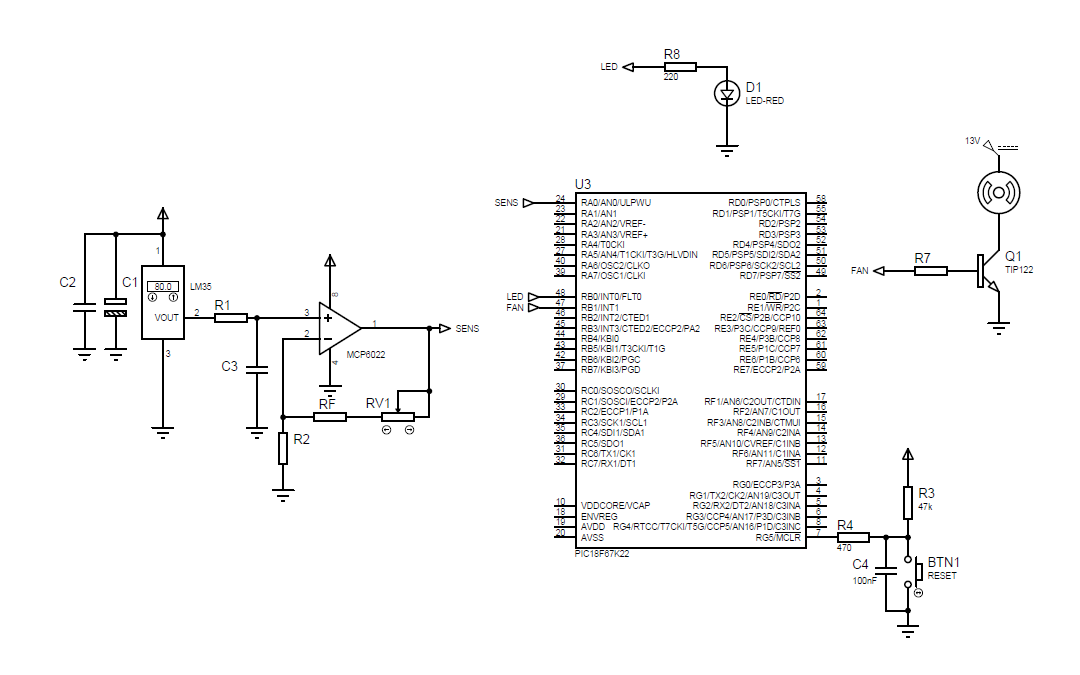 R8
LED
220
D1
LED-RED
13V
Q1
TIP122
FAN
R7
C2
C1
1
80.0
LM35
VOUT
2
3
R1
C3
3
2
8
4
1
MCP6022
SENS
RF
RV1
R2
U3
SENS
24 RA0/AN0/ULPWU
23 RA1/AN1
22 RA2/AN2/VREF-
21 RA3/AN3/VREF+
28 RA4/T0CKI
27 RA5/AN4/T1CKI/T3G/HLVDIN
40 RA6/OSC2/CLKO
39 RA7/OSC1/CLKI
LED
48 RB0/INT0/FLT0
FAN
47 RB1/INT1
46 RB2/INT2/CTED1
45 RB3/INT3/CTED2/ECCP2/PA2
44 RB4/KBI0
43 RB5/KBI1/T3CKI/T1G
42 RB6/KBI2/PGC
37 RB7/KBI3/PGD
30 RC0/SOSCO/SCLKI
29 RC1/SOSCI/ECCP2/P2A
33 RC2/ECCP1/P1A
34 RC3/SCK1/SCL1
35 RC4/SDI1/SDA1
36 RC5/SDO1
31 RC6/TX1/CK1
32 RC7/RX1/DT1
10 VDDCORE/VCAP
18 ENVREG
19 AVDD
20 AVSS
RD0/PSP0/CTPLS 58
RD1/PSP1/T5CKI/T7G 55
RD2/PSP2 54
RD3/PSP3 53
RD4/PSP4/SDO2 52
RD5/PSP5/SDI2/SDA2 51
RD6/PSP6/SCK2/SCL2 50
RD7/PSP7/SS2 49
RE0/RD/P2D 2
RE1/WR/P2C 1
RE2/CS/P2B/CCP10 64
RE3/P3C/CCP9/REF0 63
RE4/P3B/CCP8 62
RE5/P1C/CCP7 61
RE6/P1B/CCP6 60
RE7/ECCP2/P2A 59
RF1/AN6/C2OUT/CTDIN 17
RF2/AN7/C1OUT 16
RF3/AN8/C2INB/CTMUI 15
RF4/AN9/C2INA 14
RF5/AN10/CVREF/C1INB 13
RF6/AN11/C1INA 12
RF7/AN5/SS1 11
RG0/ECCP3/P3A 3
RG1/TX2/CK2/AN19/C3OUT 4
RG2/RX2/DT2/AN18/C3INA 5
RG3/CCP4/AN17/P3D/C3INB 6
RG4/RTCC/T7CKI/T5G/CCP5/AN16/P1D/C3INC 8
RG5/MCLR 7
PIC18F67K22
R4
470
R3
47k
C4
100nF
BTN1
RESET